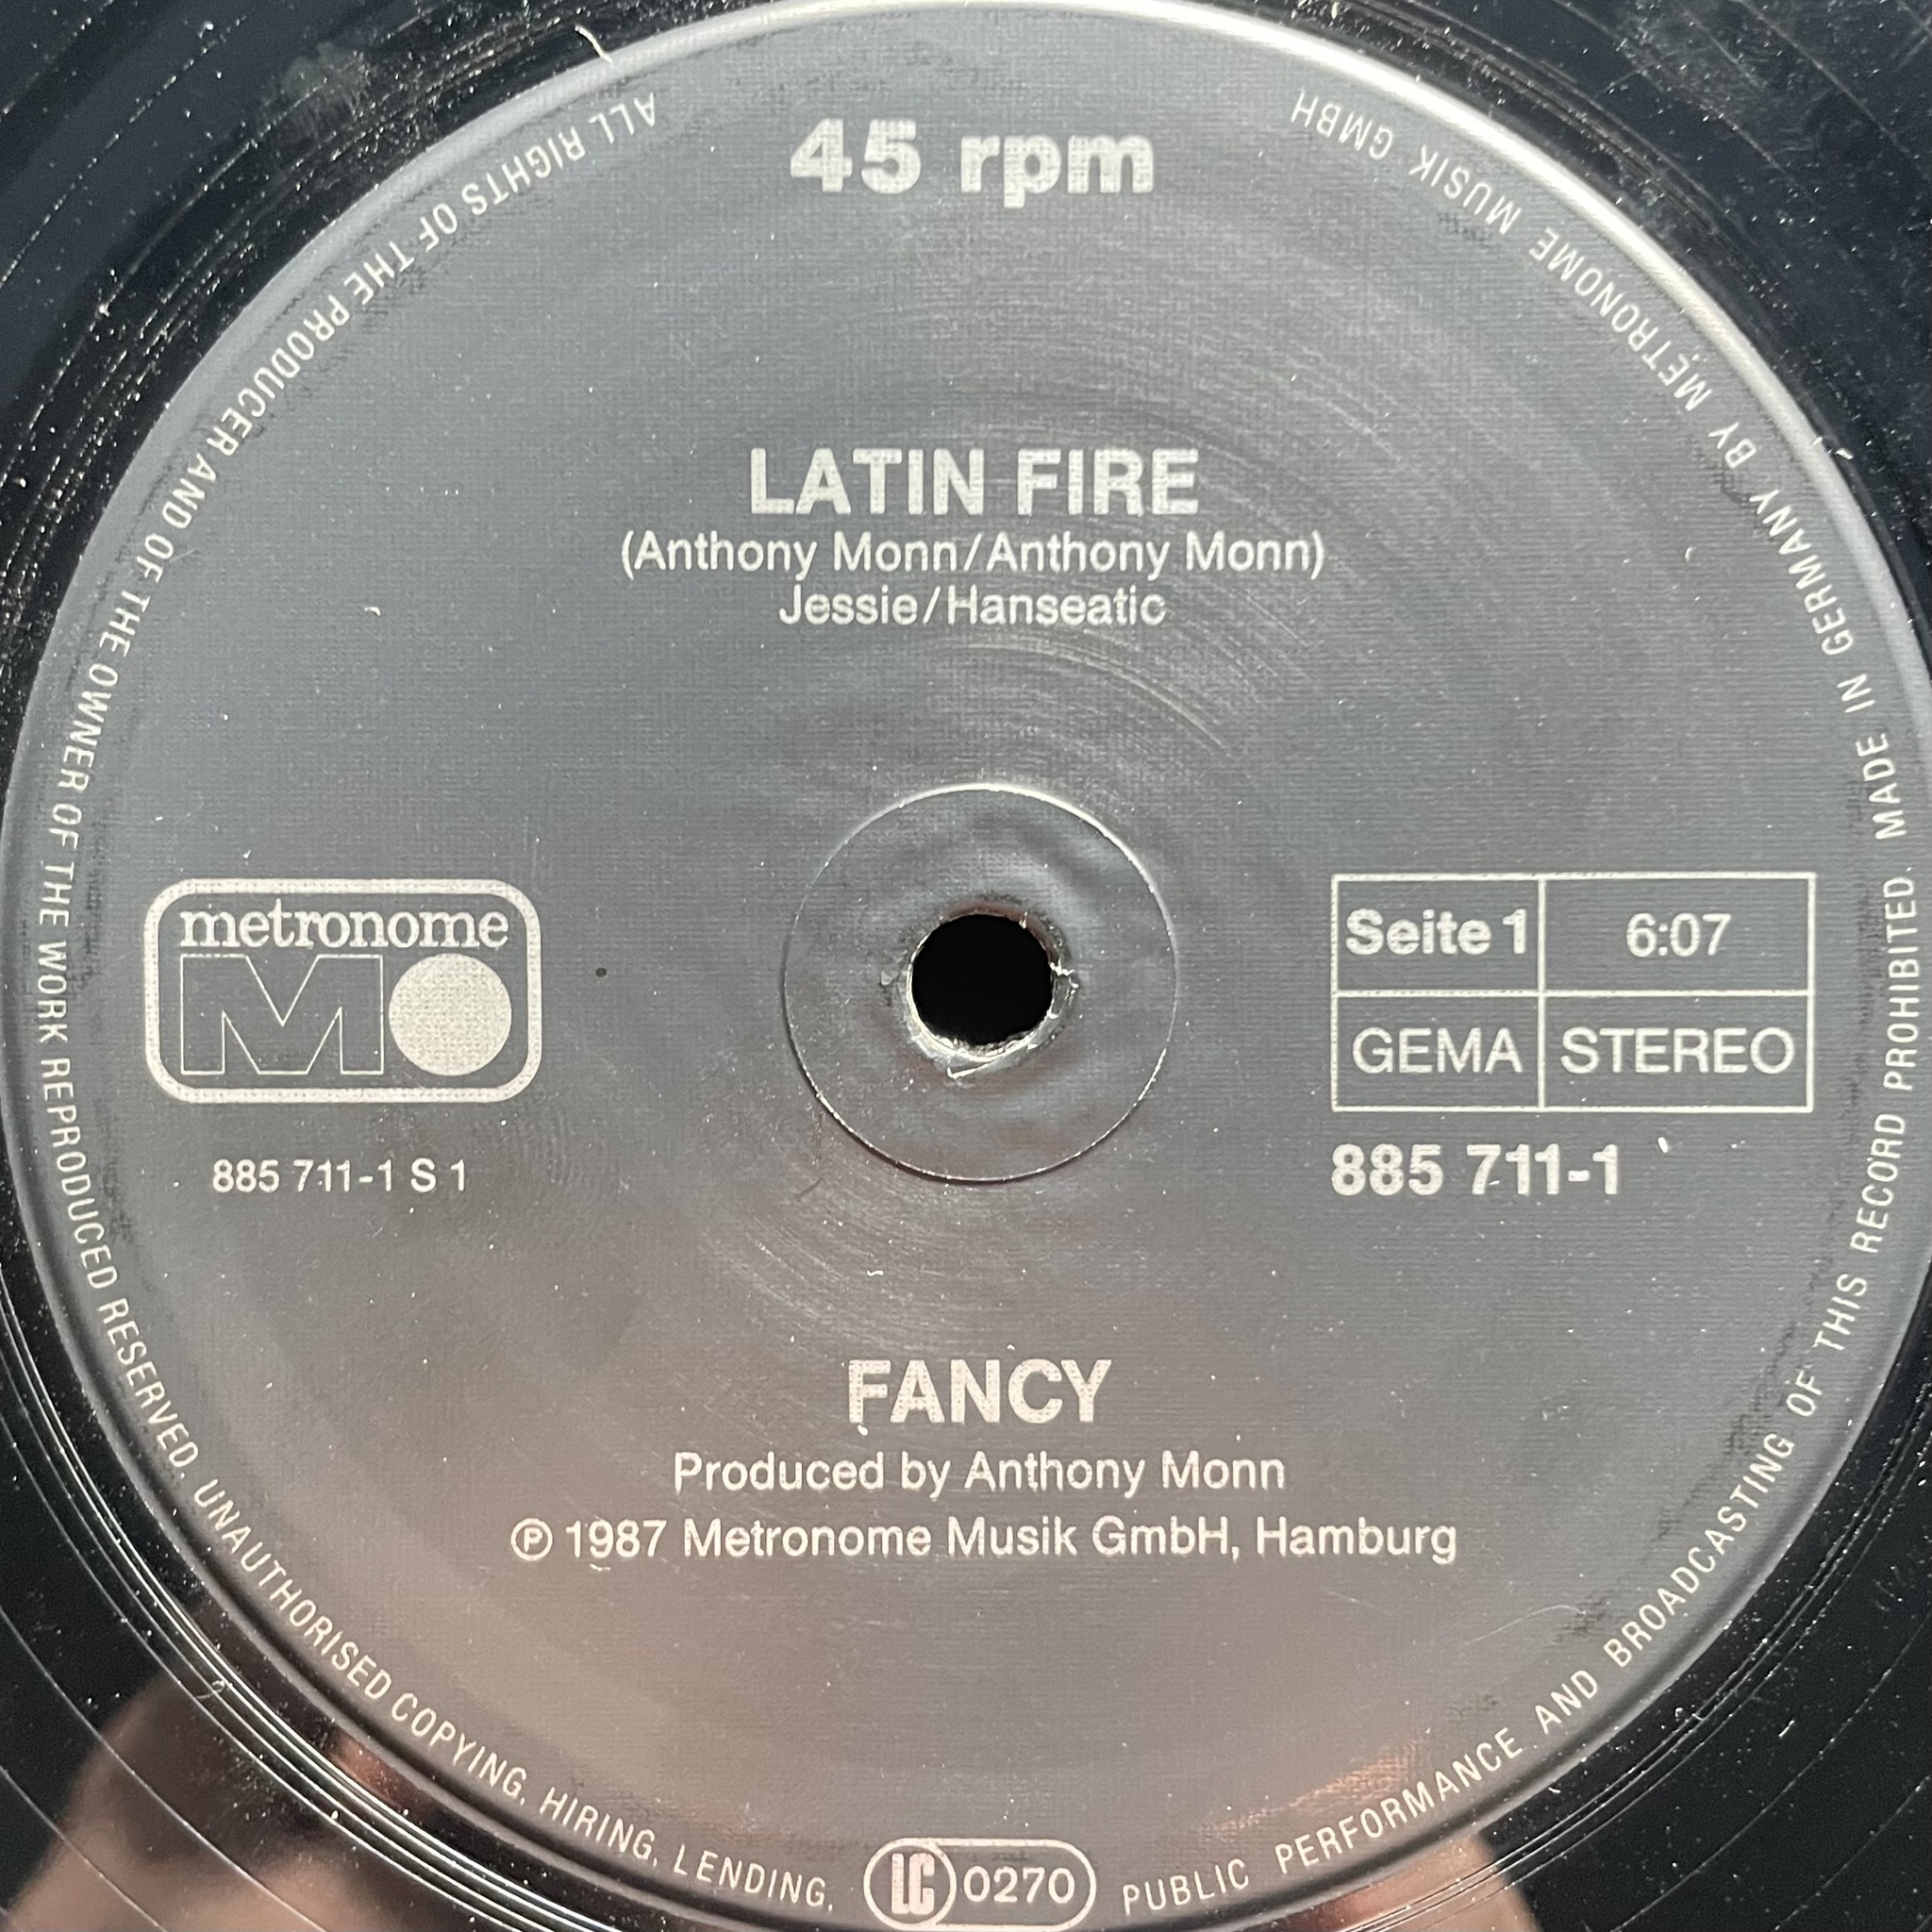 45 rpm
LATIN FIRE
(Anthony Monn/Anthony Monn)
Jessie/Hanseatic
metronome
MO
885 711-1 S 1
Seite 1 6:07
GEMA STEREO
885 711-1
FANCY
Produced by Anthony Monn
℗ 1987 Metronome Musik GmbH, Hamburg
LC 0270
ALL RIGHTS OF THE PRODUCER AND OF THE OWNER OF THE WORK REPRODUCED RESERVED. UNAUTHORISED COPYING, HIRING, LENDING, PUBLIC PERFORMANCE AND BROADCASTING OF THIS RECORD PROHIBITED. MADE IN GERMANY BY METRONOME MUSIK GMBH